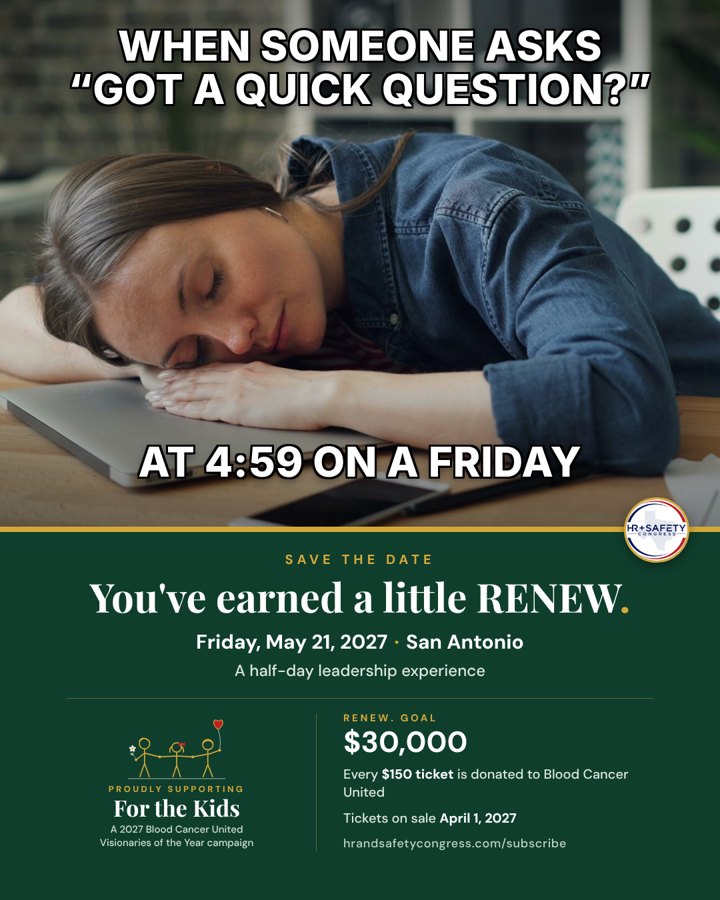 WHEN SOMEONE ASKS
“GOT A QUICK QUESTION?”
AT 4:59 ON A FRIDAY
HR+SAFETY
CONGRESS
SAVE THE DATE
You've earned a little RENEW.
Friday, May 21, 2027 · San Antonio
A half-day leadership experience
PROUDLY SUPPORTING
For the Kids
A 2027 Blood Cancer United
Visionaries of the Year campaign
RENEW. GOAL
$30,000
Every $150 ticket is donated to Blood Cancer
United
Tickets on sale April 1, 2027
hrandsafetycongress.com/subscribe